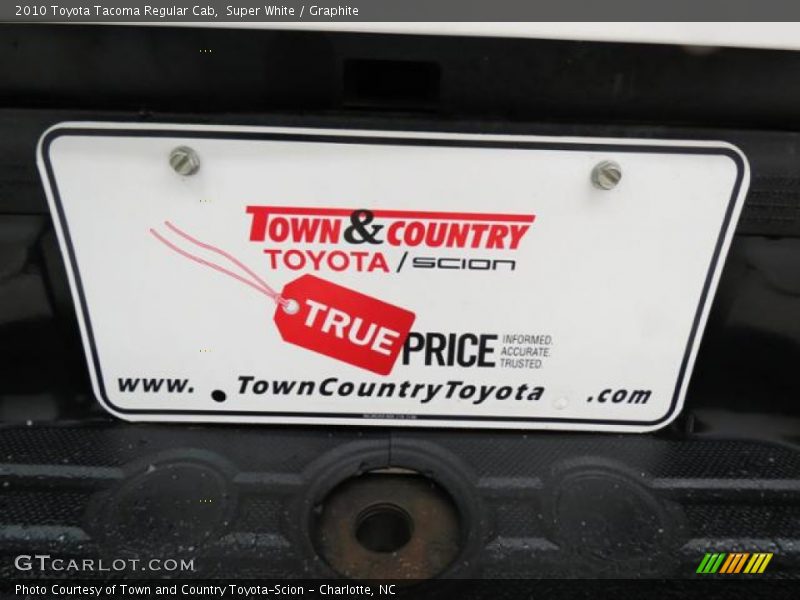 2010 Toyota Tacoma Regular Cab, Super White / Graphite
TOWN & COUNTRY
TOYOTA / SCION
TRUE PRICE
INFORMED.
ACCURATE.
TRUSTED.
www. TownCountryToyota .com
GTCARLOT.COM
Photo Courtesy of Town and Country Toyota-Scion - Charlotte, NC